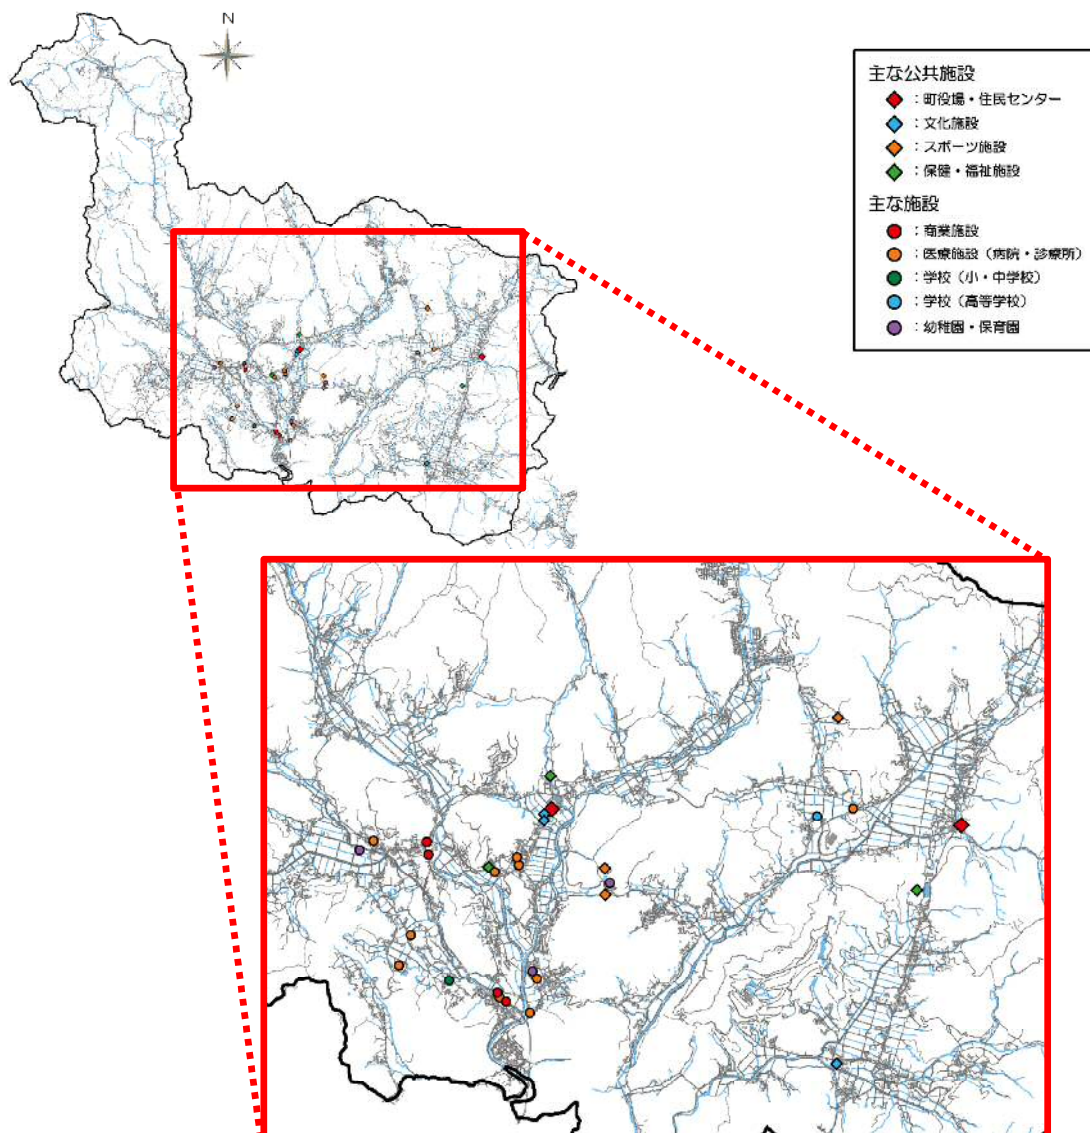 N
主な公共施設
：町役場・住民センター
：文化施設
：スポーツ施設
：保健・福祉施設
主な施設
：商業施設
：医療施設（病院・診療所）
：学校（小・中学校）
：学校（高等学校）
：幼稚園・保育園